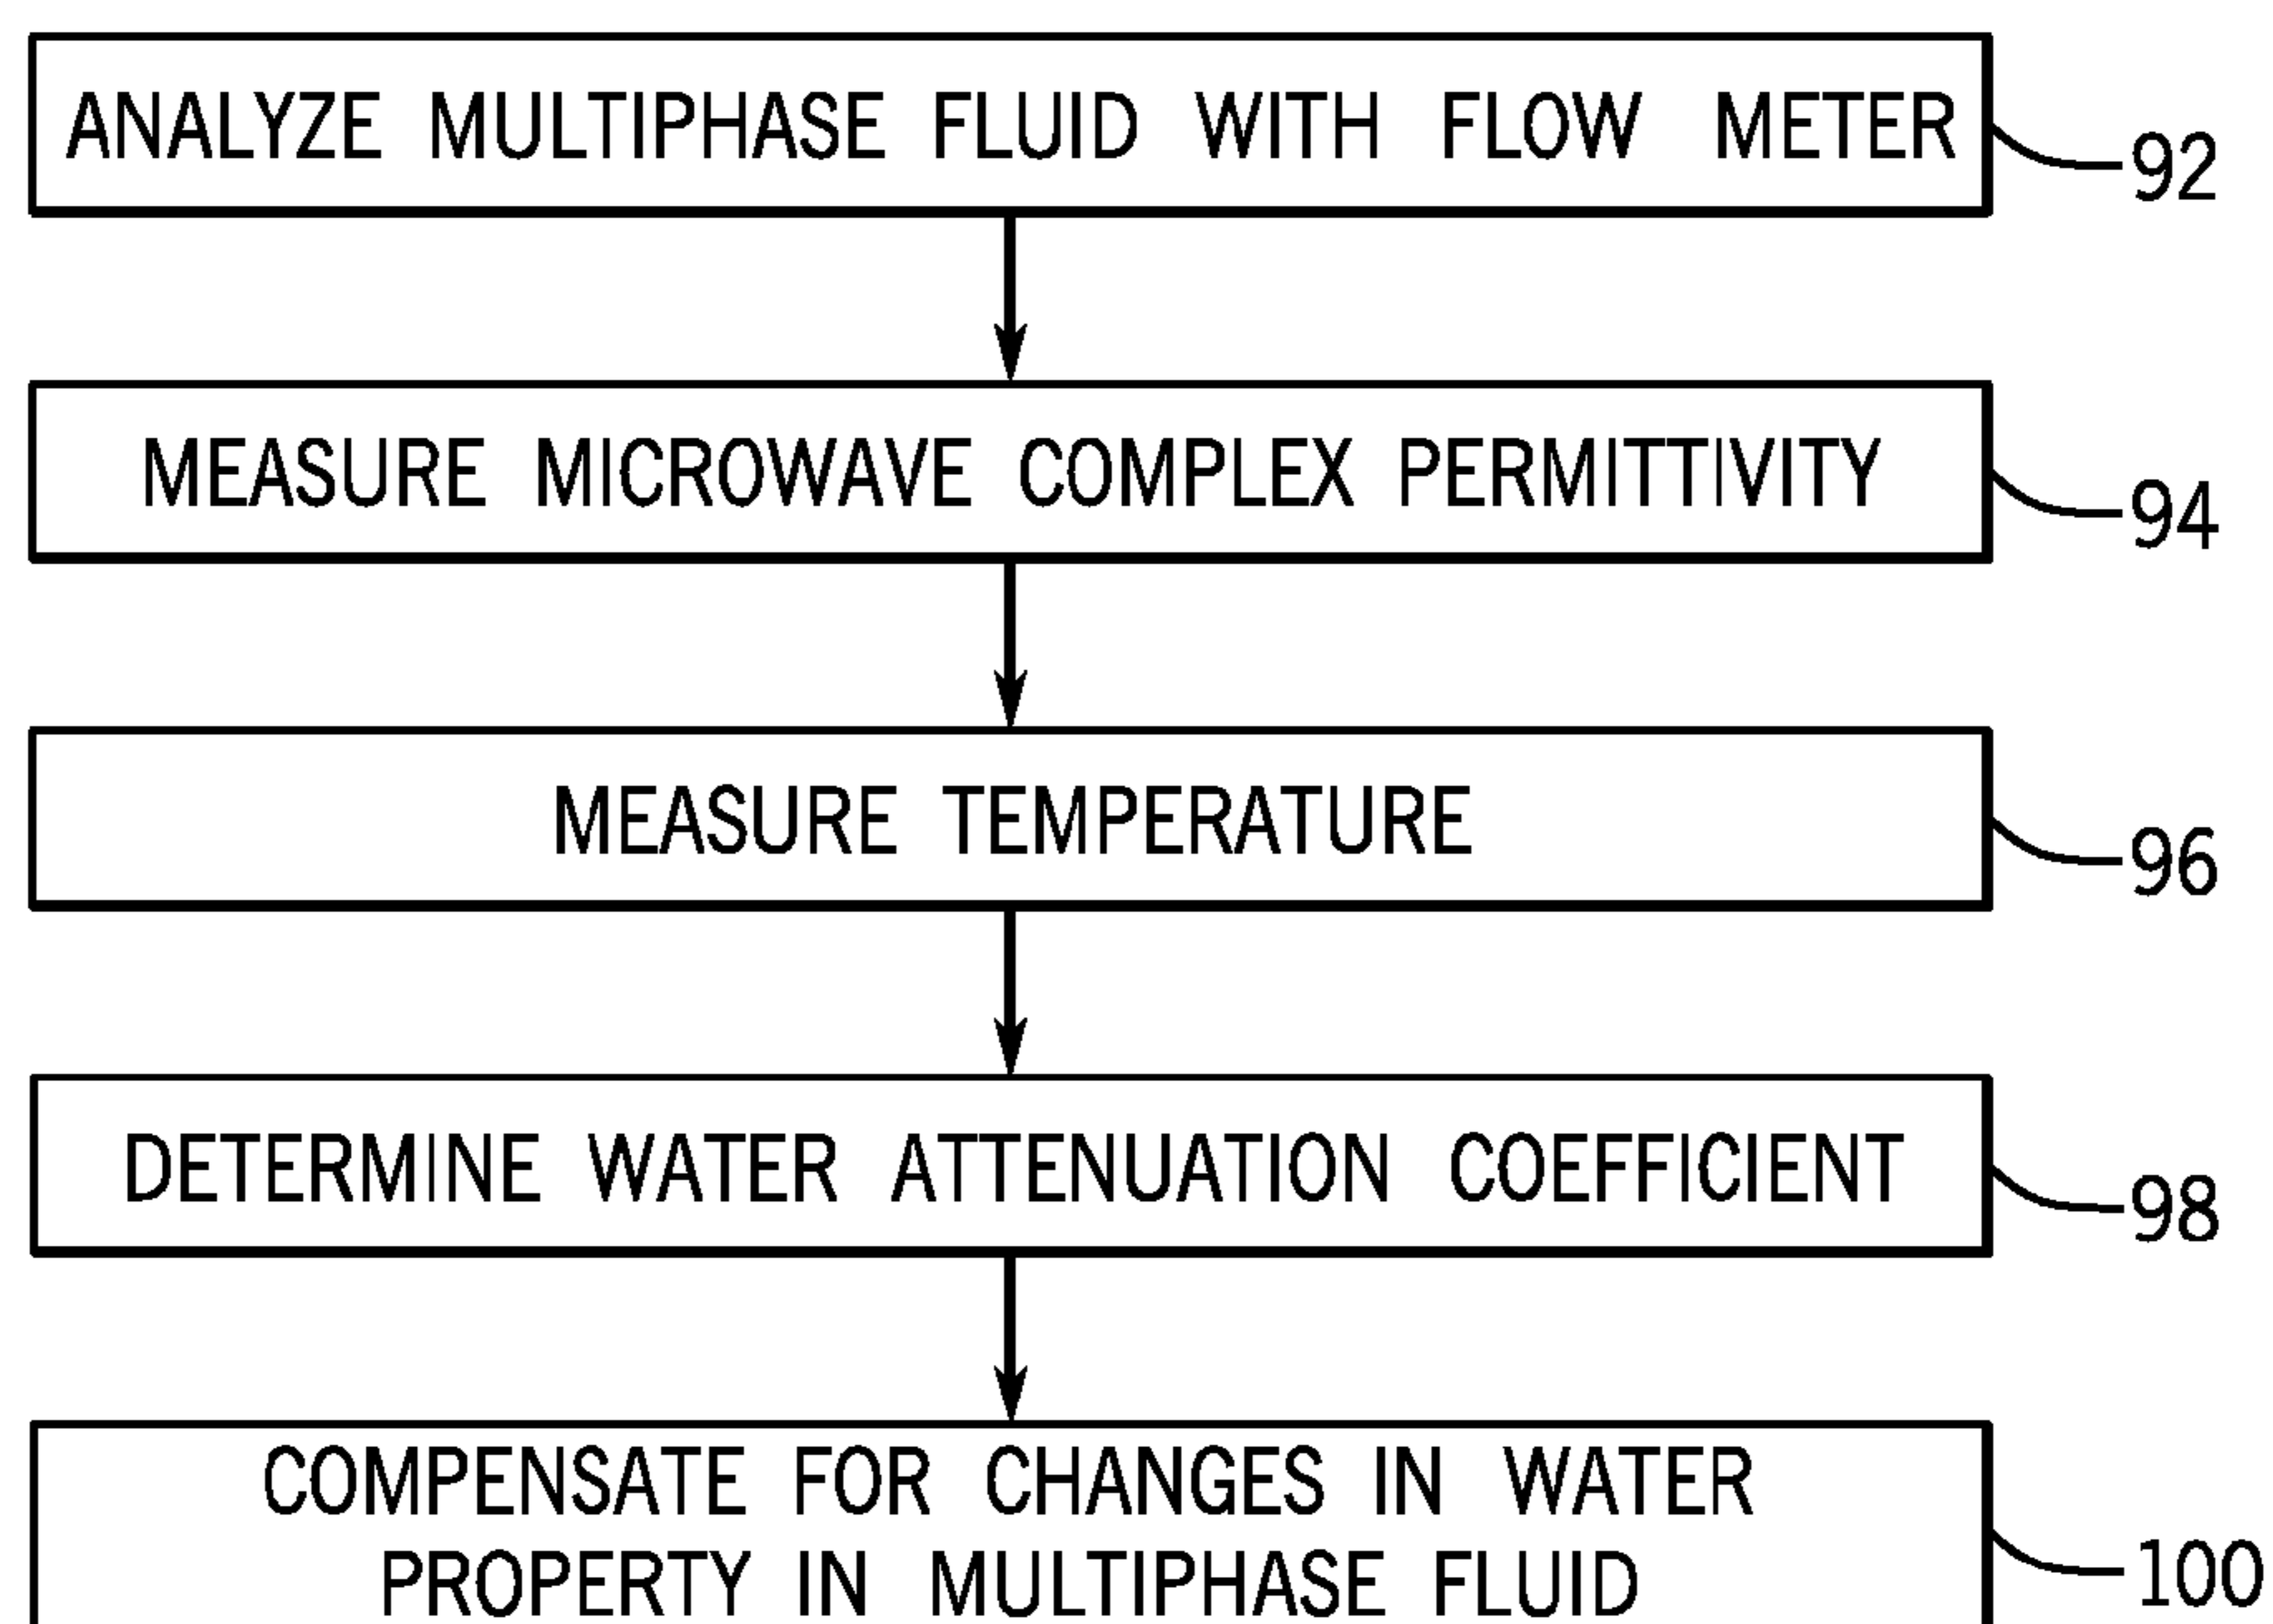 ANALYZE MULTIPHASE FLUID WITH FLOW METER
92
MEASURE MICROWAVE COMPLEX PERMITTIVITY
94
MEASURE TEMPERATURE
96
DETERMINE WATER ATTENUATION COEFFICIENT
98
COMPENSATE FOR CHANGES IN WATER
PROPERTY IN MULTIPHASE FLUID
100